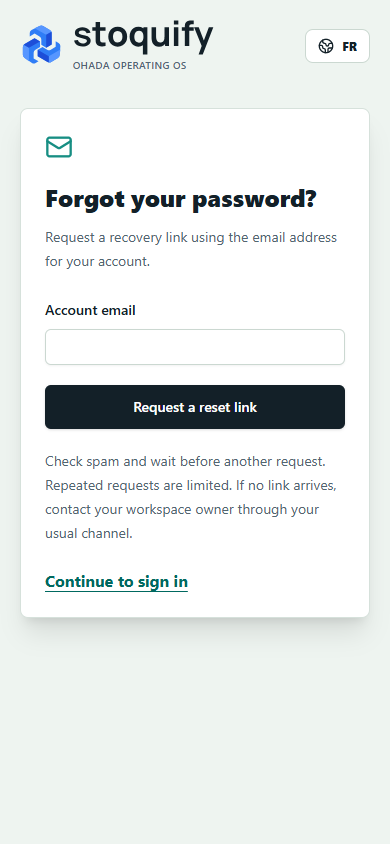 stoquify
OHADA OPERATING OS
FR
Forgot your password?
Request a recovery link using the email address
for your account.
Account email
Request a reset link
Check spam and wait before another request.
Repeated requests are limited. If no link arrives,
contact your workspace owner through your
usual channel.
Continue to sign in